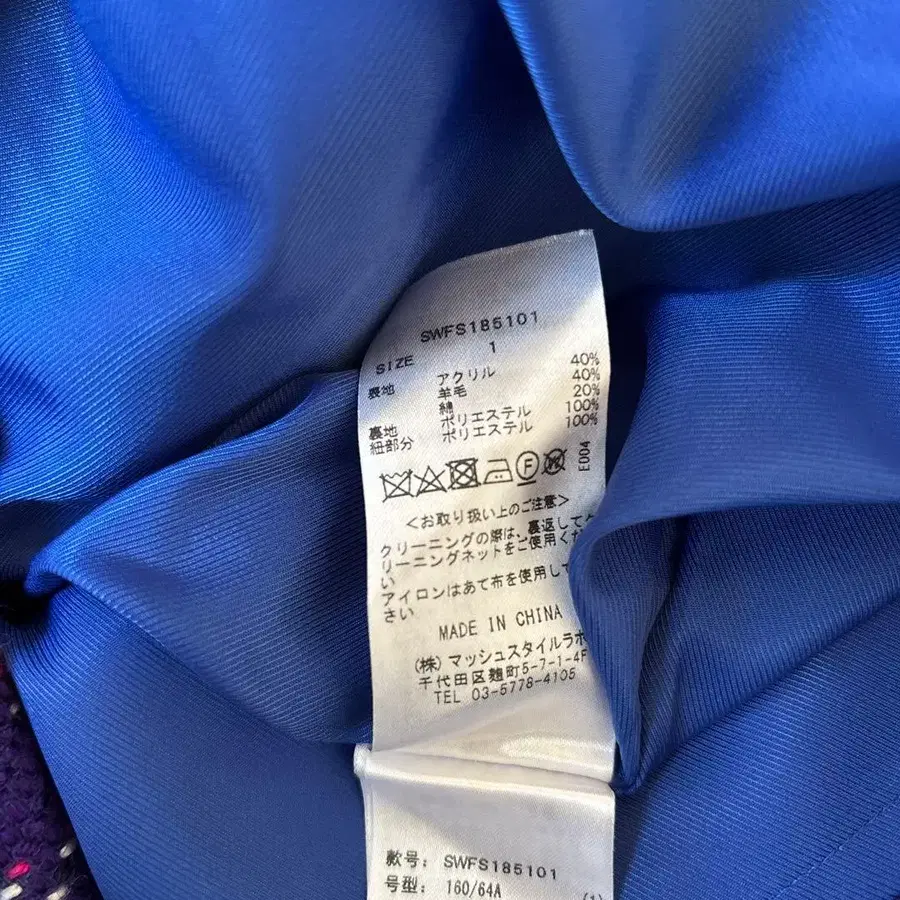 SWFS185101
SIZE 1
表地 アクリル 40%
羊毛 40%
綿 20%
裏地 ポリエステル 100%
紐部分 ポリエステル 100%
E004
<お取り扱い上のご注意>
クリーニングの際は、裏返してク
リーニングネットをご使用くだ
い
アイロンはあて布を使用して
さい
MADE IN CHINA
(株)マッシュスタイルラボ
千代田区麹町5-7-1-4F
TEL 03-5778-4105
款号: SWFS185101
号型: 160/64A
(1)